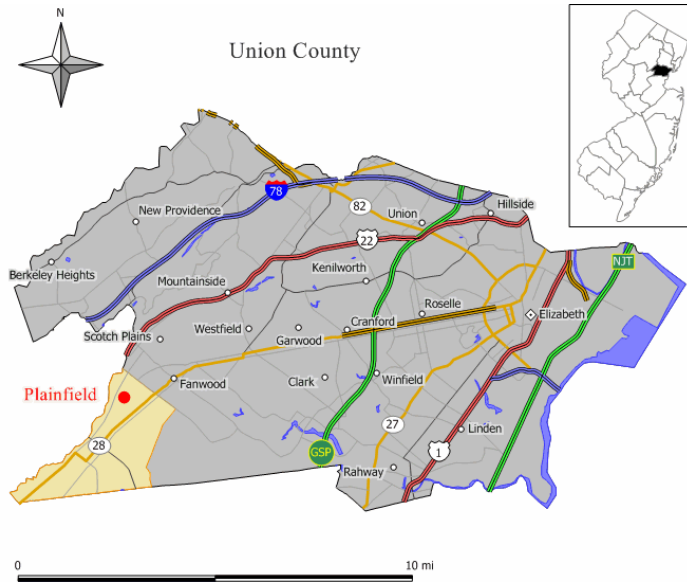 N
Union County
78
New Providence
82
Union
Hillside
22
Berkeley Heights
NJT
Kenilworth
Mountainside
Roselle
Elizabeth
Scotch Plains
Westfield
Garwood
Cranford
Plainfield
Fanwood
Clark
Winfield
28
27
Linden
GSP
1
Rahway
0
10 mi